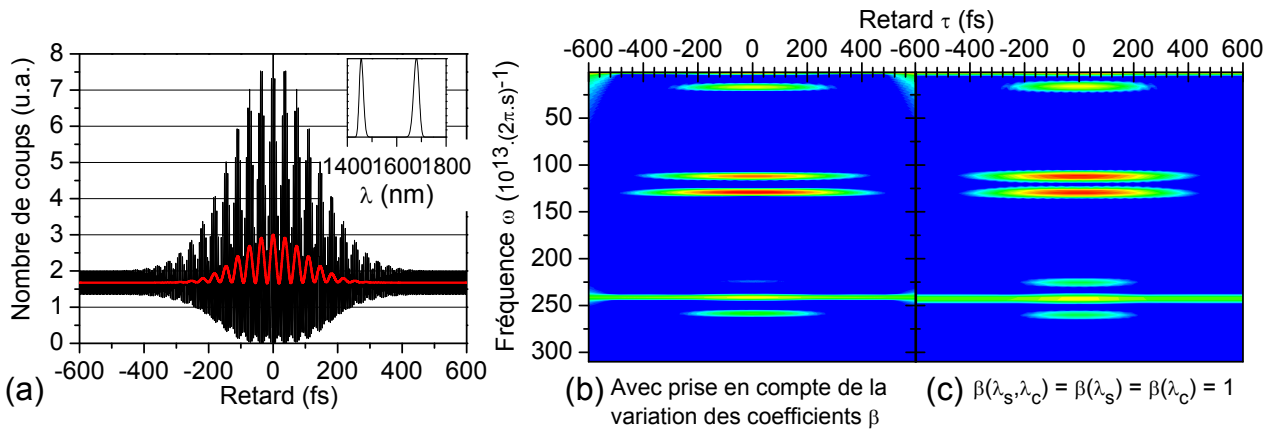 Nombre de coups (u.a.)
8
7
6
5
4
3
2
1
0
-600 -400 -200 0 200 400 600
Retard (fs)
(a)
1400 1600 1800
λ (nm)
Retard τ (fs)
-600 -400 -200 0 200 400 -600 -400 -200 0 200 400 600
Fréquence ω (10¹³.(2π.s)-¹)
50
100
150
200
250
300
(b) Avec prise en compte de la
variation des coefficients β
(c) β(λs,λc) = β(λs) = β(λc) = 1